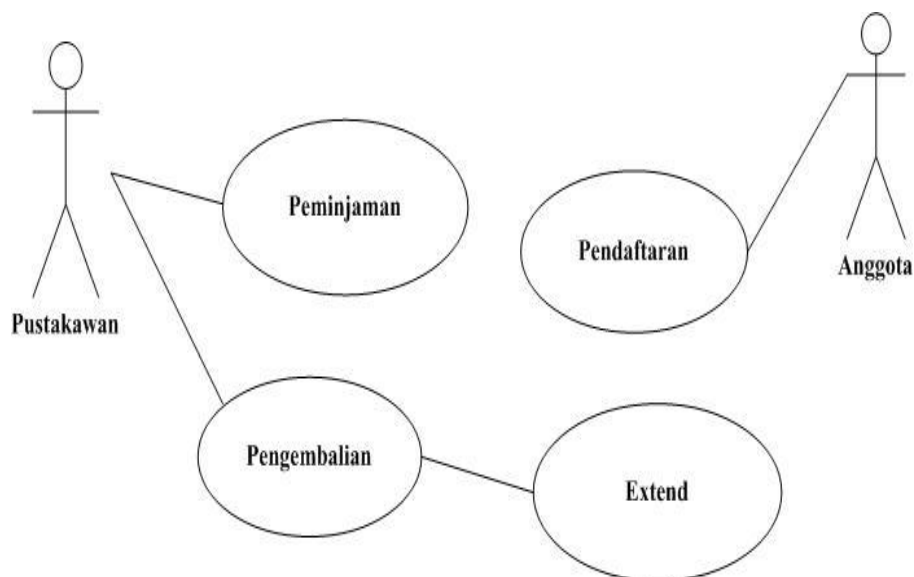 Peminjaman
Pendaftaran
Anggota
Pustakawan
Pengembalian
Extend